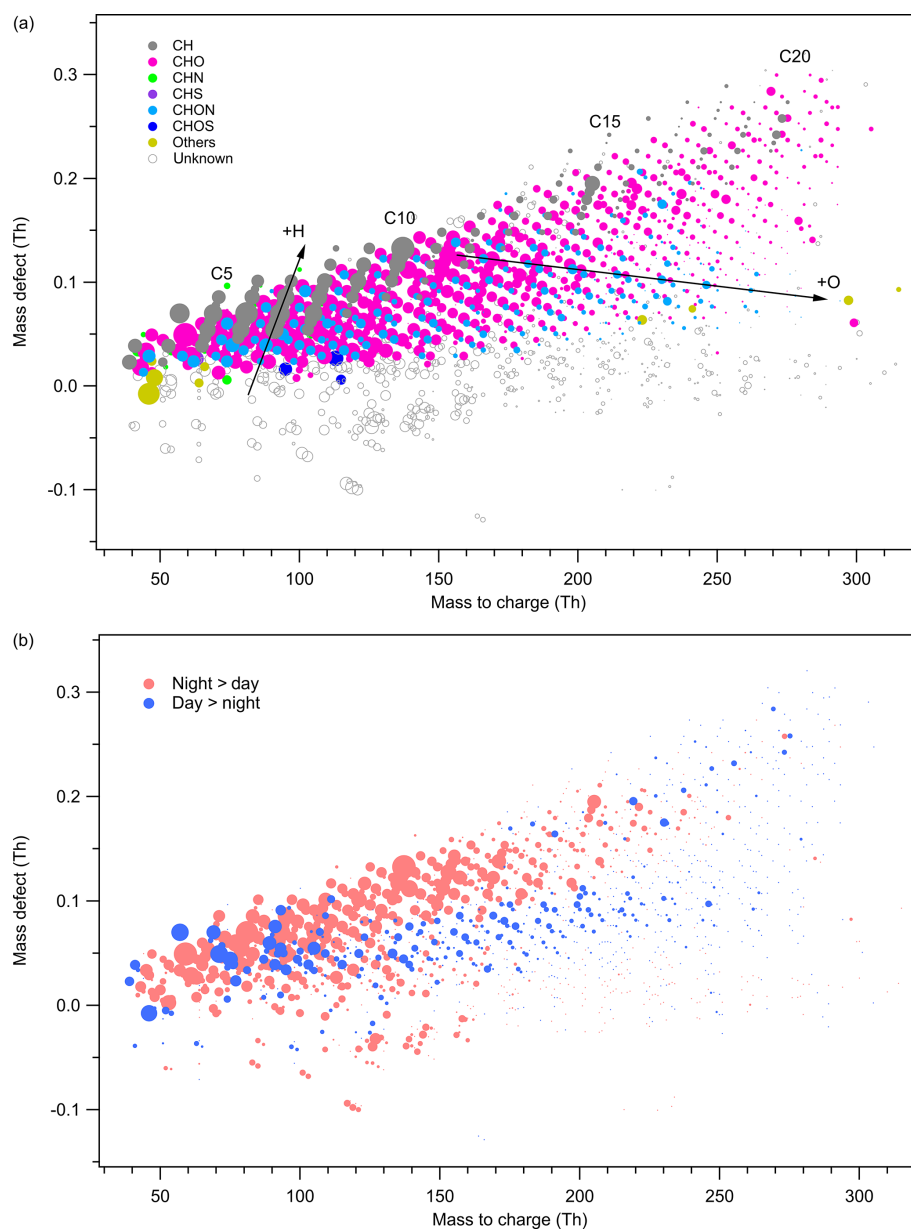 (a)
CH
CHO
CHN
CHS
CHON
CHOS
Others
Unknown
C5
+H
C10
C15
C20
+O
0.3
0.2
0.1
0.0
-0.1
Mass defect (Th)
50 100 150 200 250 300
Mass to charge (Th)
(b)
Night > day
Day > night
0.3
0.2
0.1
0.0
-0.1
Mass defect (Th)
50 100 150 200 250 300
Mass to charge (Th)